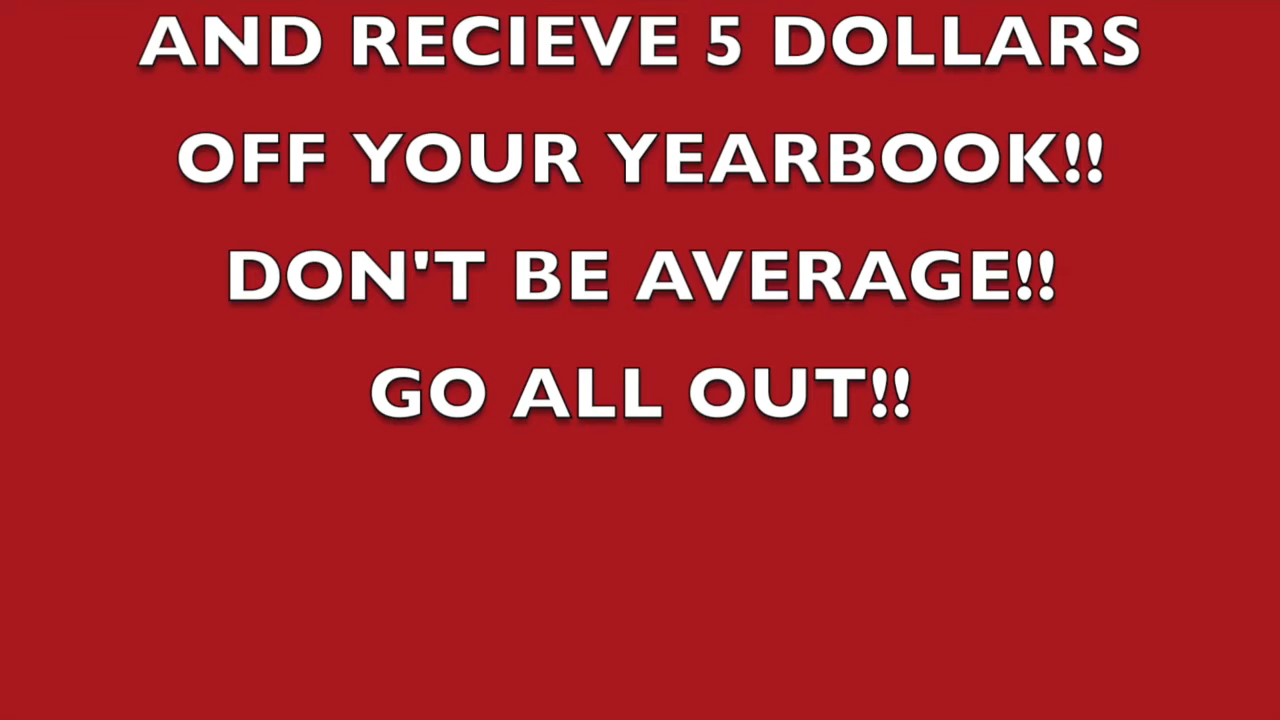 AND RECIEVE 5 DOLLARS
OFF YOUR YEARBOOK!!
DON'T BE AVERAGE!!
GO ALL OUT!!